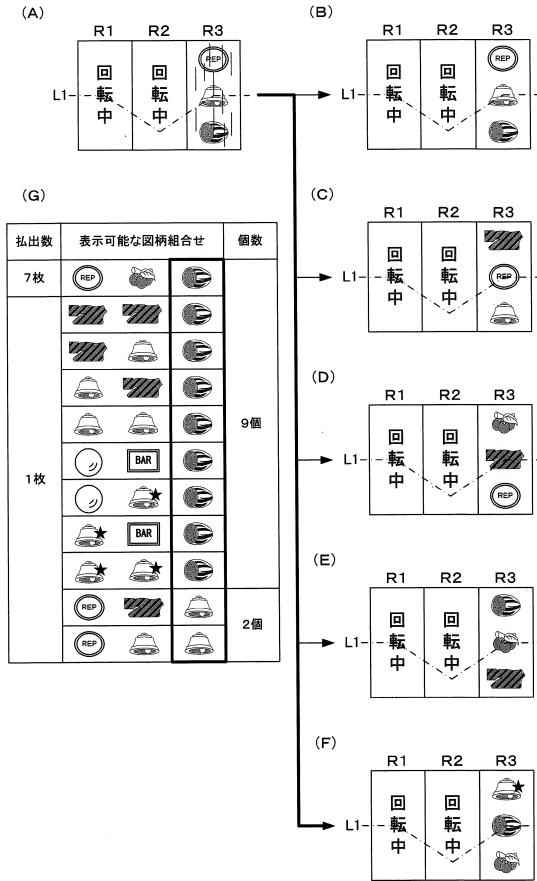 (A)
R1 R2 R3
回転中 回転中 REP
L1
(B)
R1 R2 R3
回転中 回転中 REP
L1
(G)
払出数 表示可能な図柄組合せ 個数
7枚 REP
1枚
9個
BAR
BAR
REP
2個
REP
(C)
R1 R2 R3
回転中 回転中 REP
L1
(D)
R1 R2 R3
回転中 回転中 REP
L1
(E)
R1 R2 R3
回転中 回転中
L1
(F)
R1 R2 R3
回転中 回転中
L1